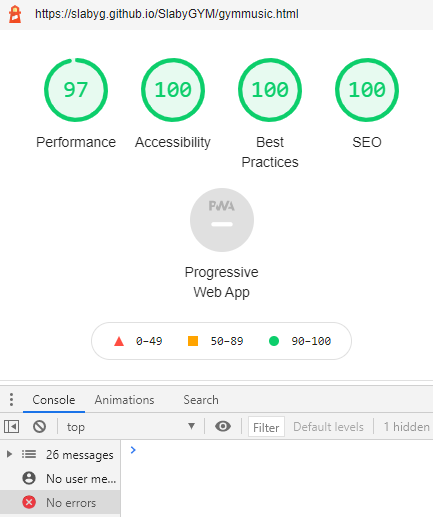 https://slabyg.github.io/SlabyGYM/gymmusic.html
97 100 100 100
Performance Accessibility Best Practices SEO
PWA
Progressive
Web App
0–49 50–89 90–100
Console Animations Search
top Filter Default levels 1 hidden
26 messages
No user me...
No errors